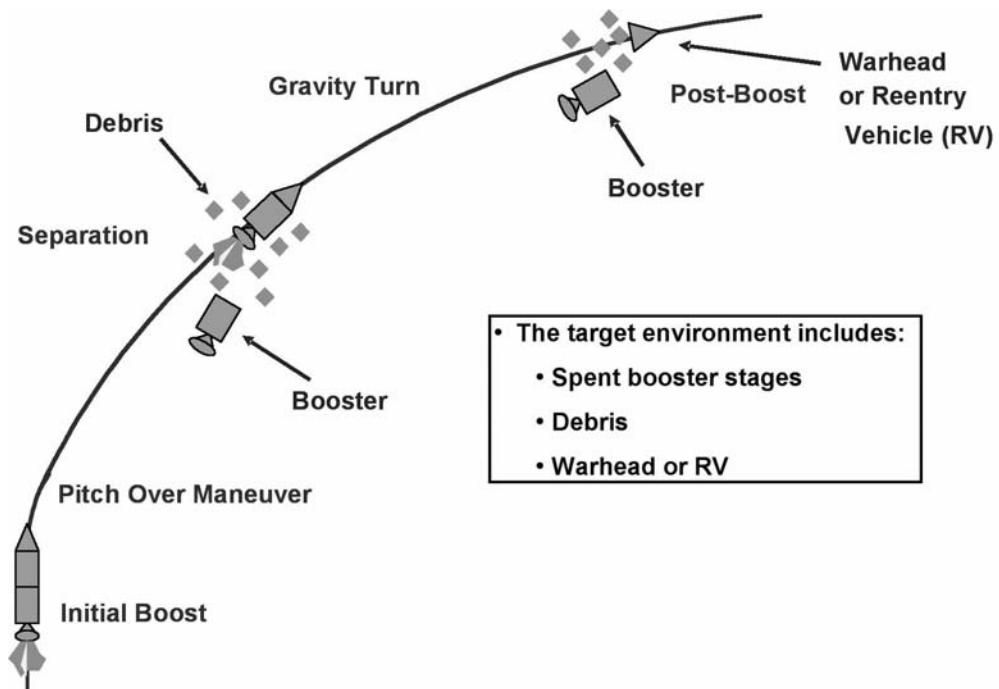 Warhead
or Reentry
Vehicle (RV)
Gravity Turn
Post-Boost
Debris
Booster
Separation
• The target environment includes:
• Spent booster stages
• Debris
• Warhead or RV
Booster
Pitch Over Maneuver
Initial Boost